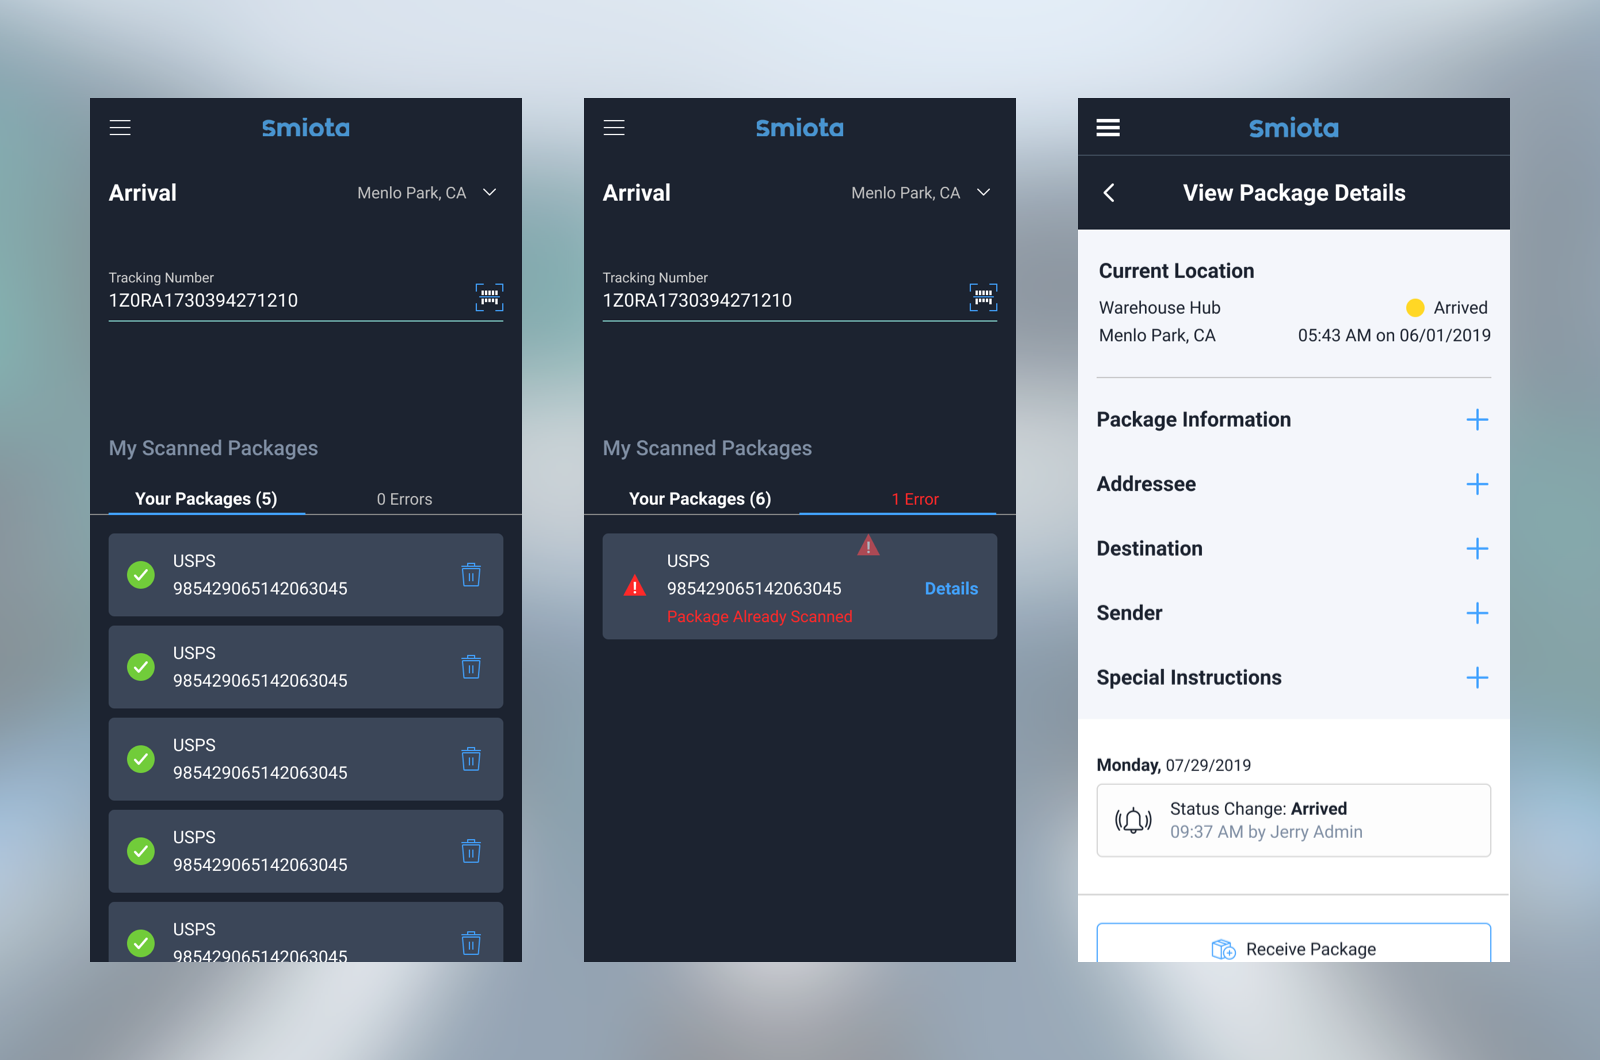 smiota
Arrival
Menlo Park, CA
Tracking Number
1Z0RA1730394271210
My Scanned Packages
Your Packages (5)
0 Errors
USPS
985429065142063045
USPS
985429065142063045
USPS
985429065142063045
USPS
985429065142063045
USPS
985429065142063045
smiota
Arrival
Menlo Park, CA
Tracking Number
1Z0RA1730394271210
My Scanned Packages
Your Packages (6)
1 Error
USPS
985429065142063045
Details
Package Already Scanned
smiota
View Package Details
Current Location
Warehouse Hub
Arrived
Menlo Park, CA
05:43 AM on 06/01/2019
Package Information
Addressee
Destination
Sender
Special Instructions
Monday, 07/29/2019
Status Change: Arrived
09:37 AM by Jerry Admin
Receive Package